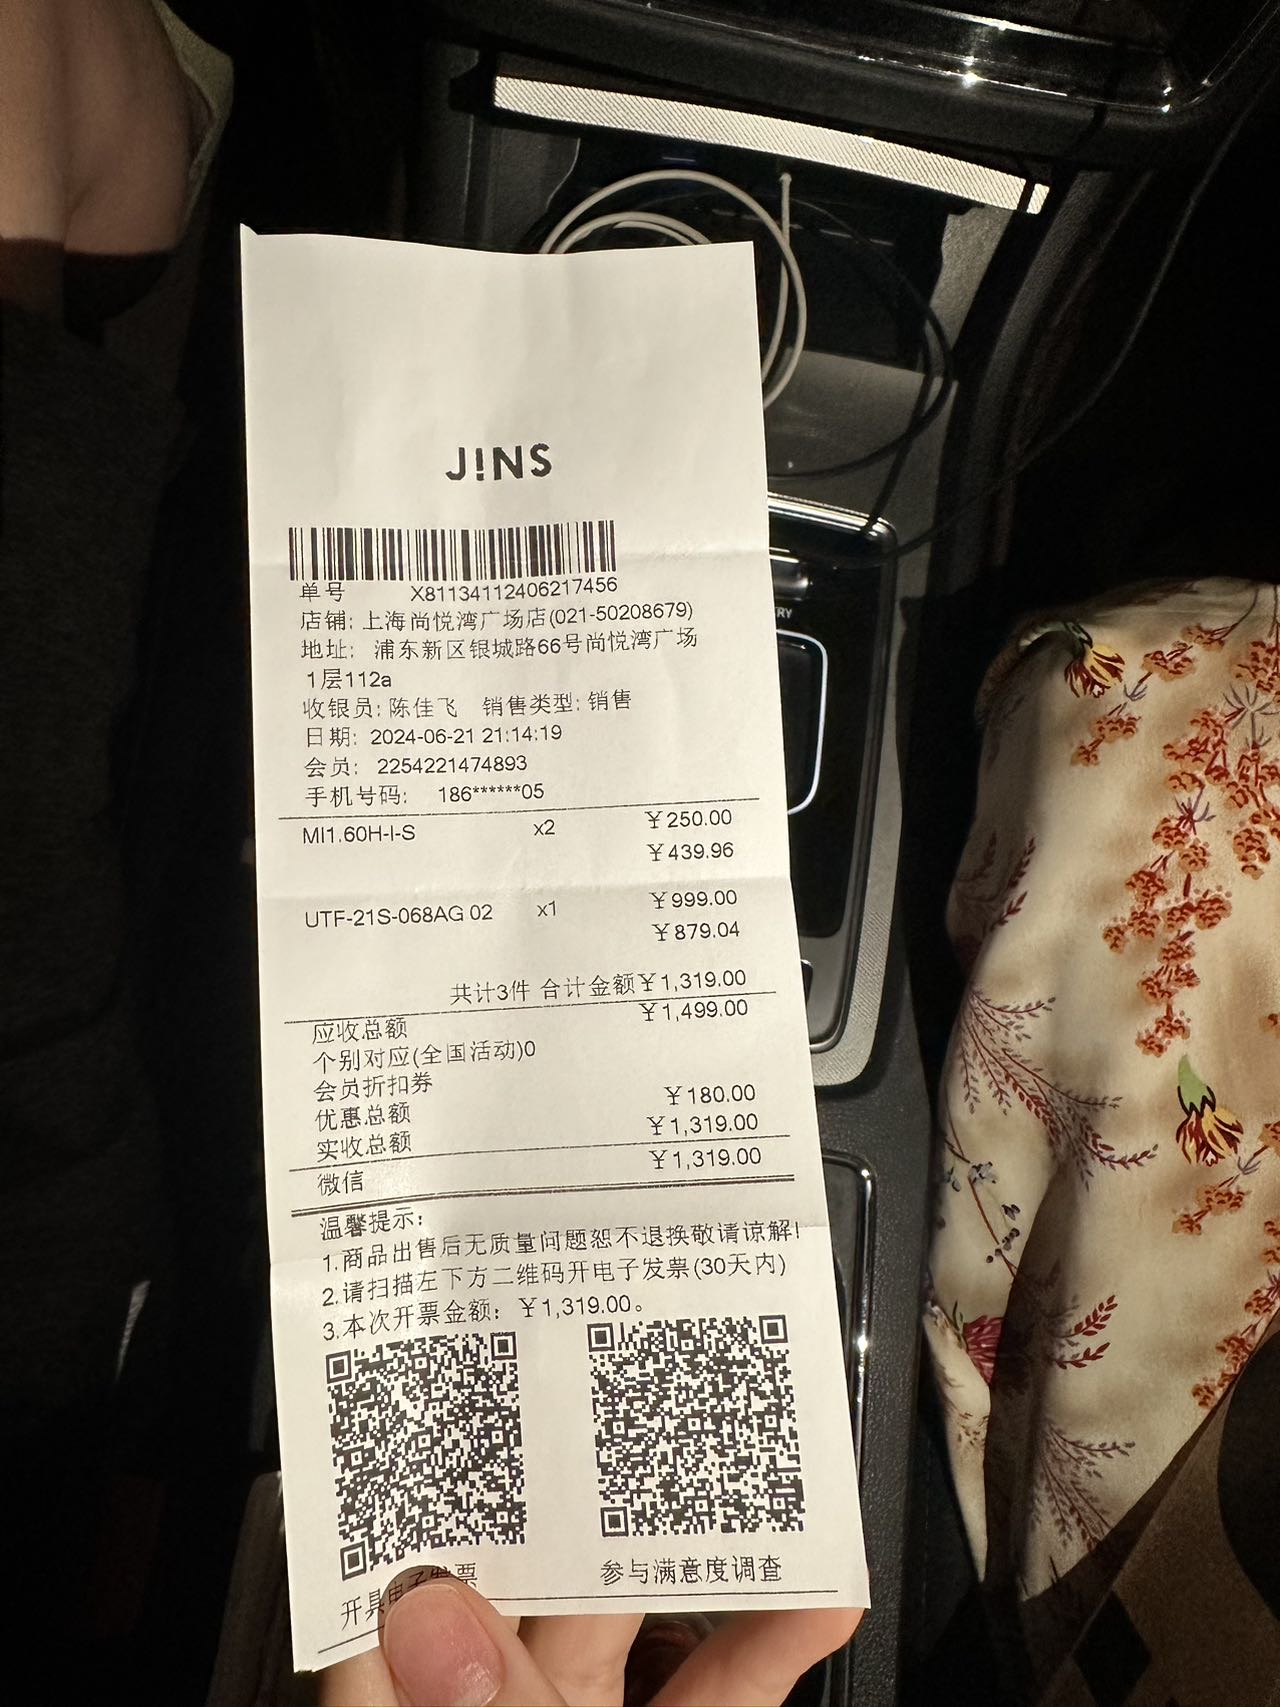 J!NS
单号 X811341124062174​56
店铺: 上海尚悦湾广场店(021-50208679)
地址: 浦东新区银城路66号尚悦湾广场
1层112a
收银员: 陈佳飞 销售类型: 销售
日期: 2024-06-21 21:14:19
会员: 2254221474893
手机号码: 186******05
MI1.60H-I-S x2 ¥250.00
¥439.96
UTF-21S-068AG 02 x1 ¥999.00
¥879.04
共计3件 合计金额¥1,319.00
应收总额 ¥1,499.00
个别对应(全国活动)0
会员折扣券
优惠总额 ¥180.00
实收总额 ¥1,319.00
微信 ¥1,319.00
温馨提示:
1.商品出售后无质量问题恕不退换敬请谅解!
2.请扫描左下方二维码开电子发票(30天内)
3.本次开票金额: ¥1,319.00。
开具电子发票 参与满意度调查